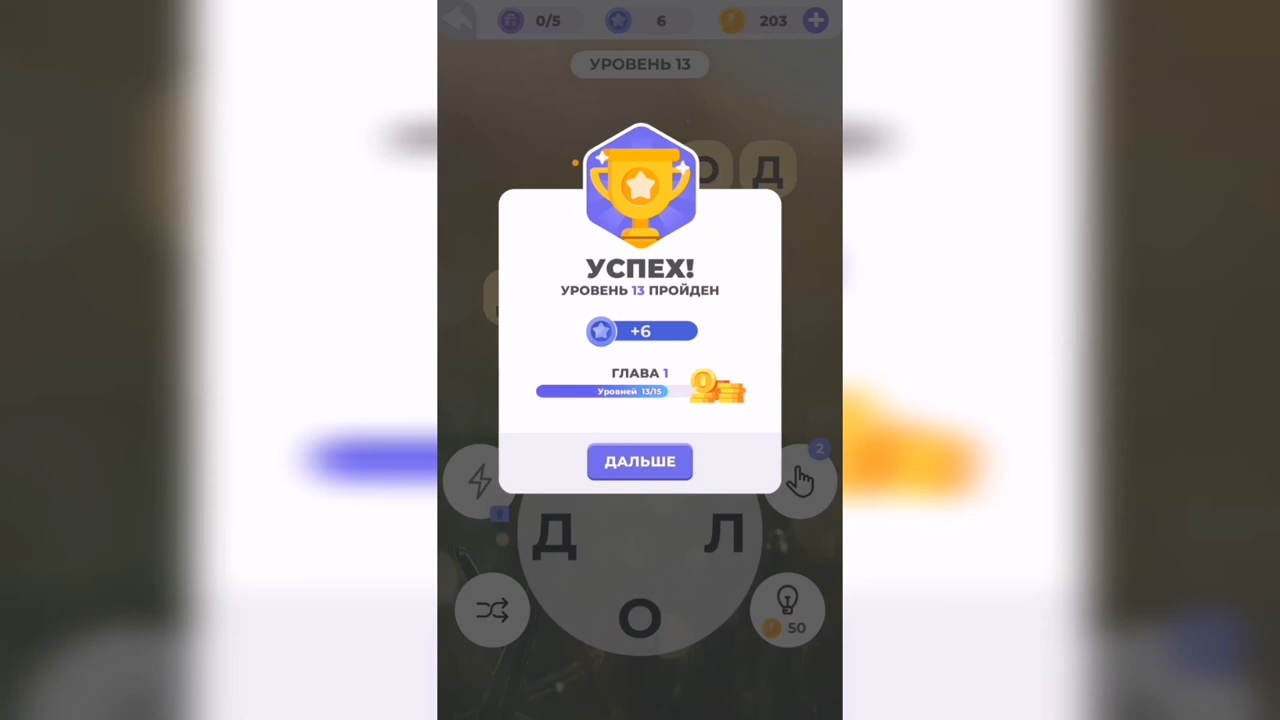 0/5 6 203
УРОВЕНЬ 13
О Д
УСПЕХ!
УРОВЕНЬ 13 ПРОЙДЕН
+6
ГЛАВА 1
Уровней 13/15
ДАЛЬШЕ
2
Д Л
О
50